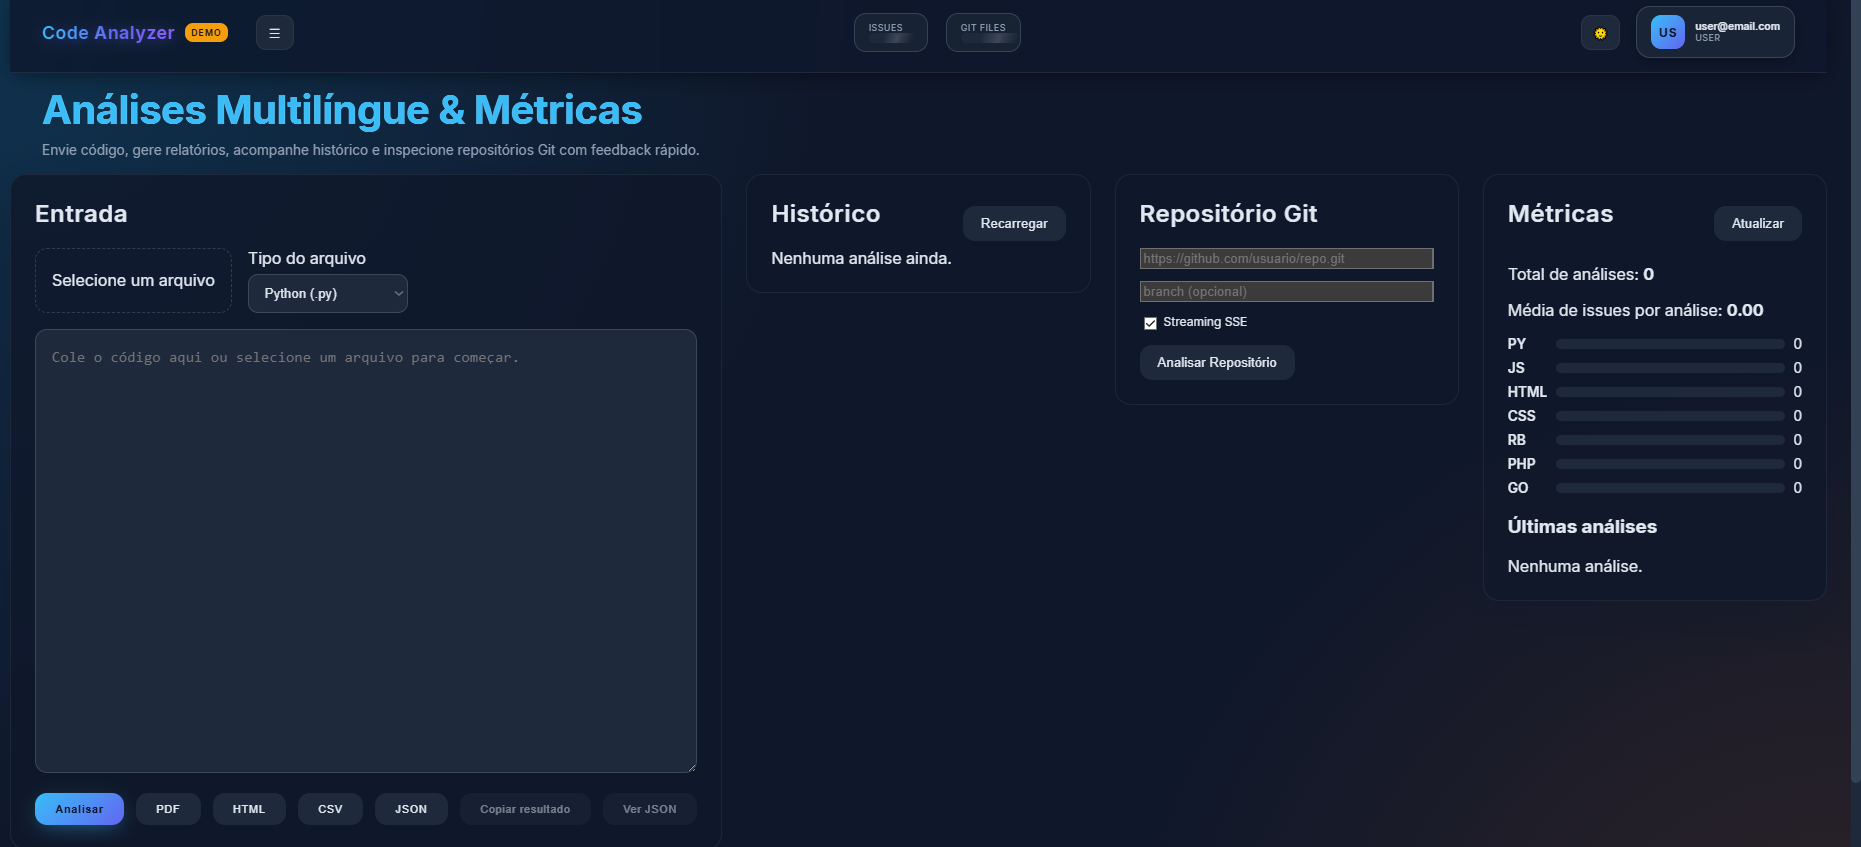 Code Analyzer DEMO ☰
ISSUES
GIT FILES
US
user@email.com
USER
Análises Multilíngue & Métricas
Envie código, gere relatórios, acompanhe histórico e inspecione repositórios Git com feedback rápido.
Entrada
Selecione um arquivo
Tipo do arquivo
Python (.py)
Cole o código aqui ou selecione um arquivo para começar.
Analisar PDF HTML CSV JSON Copiar resultado Ver JSON
Histórico
Recarregar
Nenhuma análise ainda.
Repositório Git
https://github.com/usuario/repo.git
branch (opcional)
Streaming SSE
Analisar Repositório
Métricas
Atualizar
Total de análises: 0
Média de issues por análise: 0.00
PY 0
JS 0
HTML 0
CSS 0
RB 0
PHP 0
GO 0
Últimas análises
Nenhuma análise.